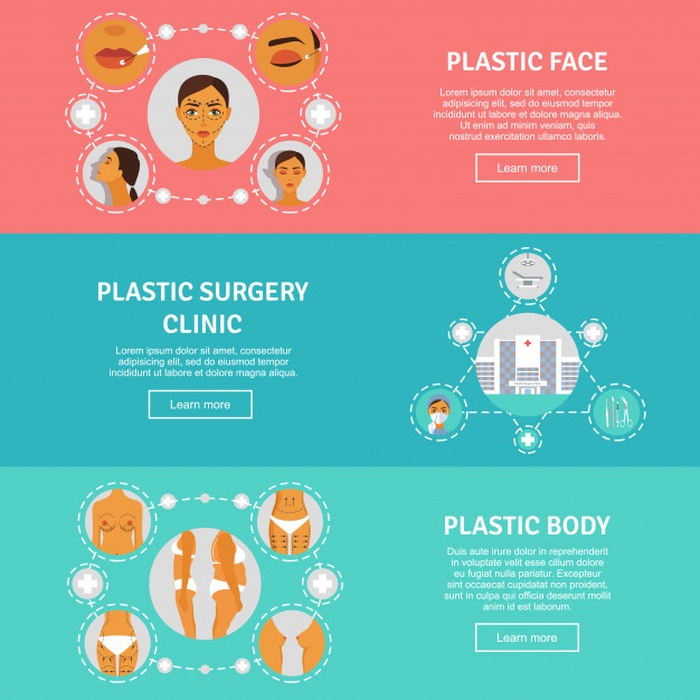 PLASTIC FACE
Lorem ipsum dolor sit amet, consectetur
adipiscing elit, sed do eiusmod tempor
incididunt ut labore et dolore magna aliqua.
Ut enim ad minim veniam, quis
nostrud exercitation ullamco laboris.
Learn more
PLASTIC SURGERY
CLINIC
Lorem ipsum dolor sit amet, consectetur
adipiscing elit, sed do eiusmod tempor
incididunt ut labore et dolore magna aliqua.
Learn more
PLASTIC BODY
Duis aute irure dolor in reprehenderit
in voluptate velit esse cillum dolore
eu fugiat nulla pariatur. Excepteur
sint occaecat cupidatat non proident,
sunt in culpa qui officia deserunt mollit
anim id est laborum.
Learn more